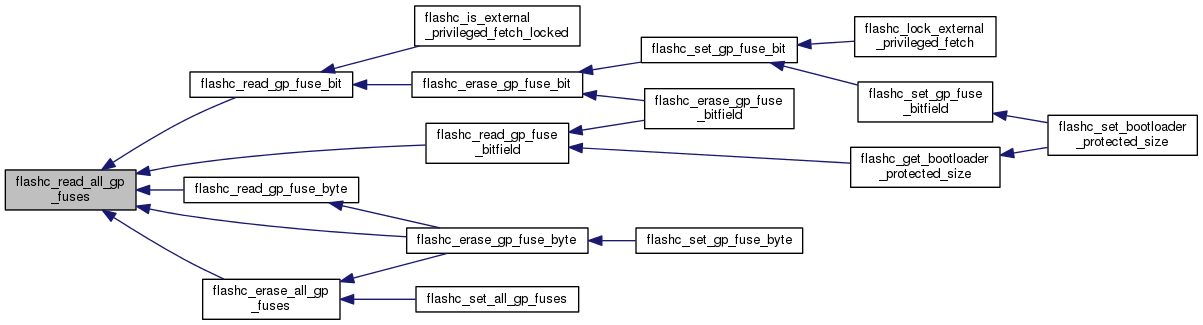 flashc_is_external
_privileged_fetch_locked
flashc_lock_external
_privileged_fetch
flashc_set_gp_fuse_bit
flashc_read_gp_fuse_bit
flashc_erase_gp_fuse_bit
flashc_set_gp_fuse
_bitfield
flashc_erase_gp_fuse
_bitfield
flashc_set_bootloader
_protected_size
flashc_read_gp_fuse
_bitfield
flashc_get_bootloader
_protected_size
flashc_read_all_gp
_fuses
flashc_read_gp_fuse_byte
flashc_erase_gp_fuse_byte
flashc_set_gp_fuse_byte
flashc_erase_all_gp
_fuses
flashc_set_all_gp_fuses